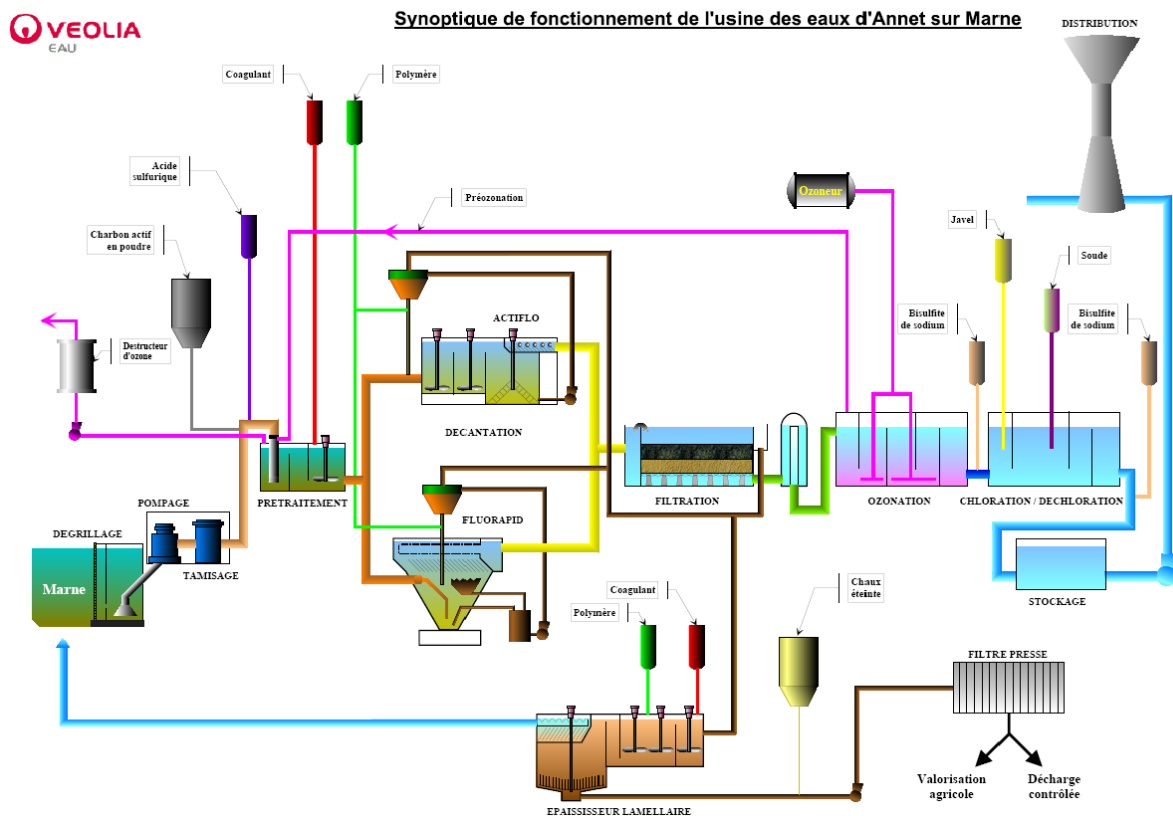 VEOLIA
EAU
Synoptique de fonctionnement de l'usine des eaux d'Annet sur Marne
DISTRIBUTION
Coagulant
Polymère
Acide
sulfurique
Préozonation
Ozoneur
Charbon actif
en poudre
Javel
Soude
Destructeur
d'ozone
ACTIFLO
Bisulfite
de sodium
Bisulfite
de sodium
DECANTATION
PRETRAITEMENT
FILTRATION
OZONATION
CHLORATION / DECHLORATION
POMPAGE
FLUORAPID
DEGRILLAGE
TAMISAGE
Marne
STOCKAGE
Coagulant
Polymère
Chaux
éteinte
FILTRE PRESSE
Valorisation
agricole
Décharge
contrôlée
EPAISSISSEUR LAMELLAIRE